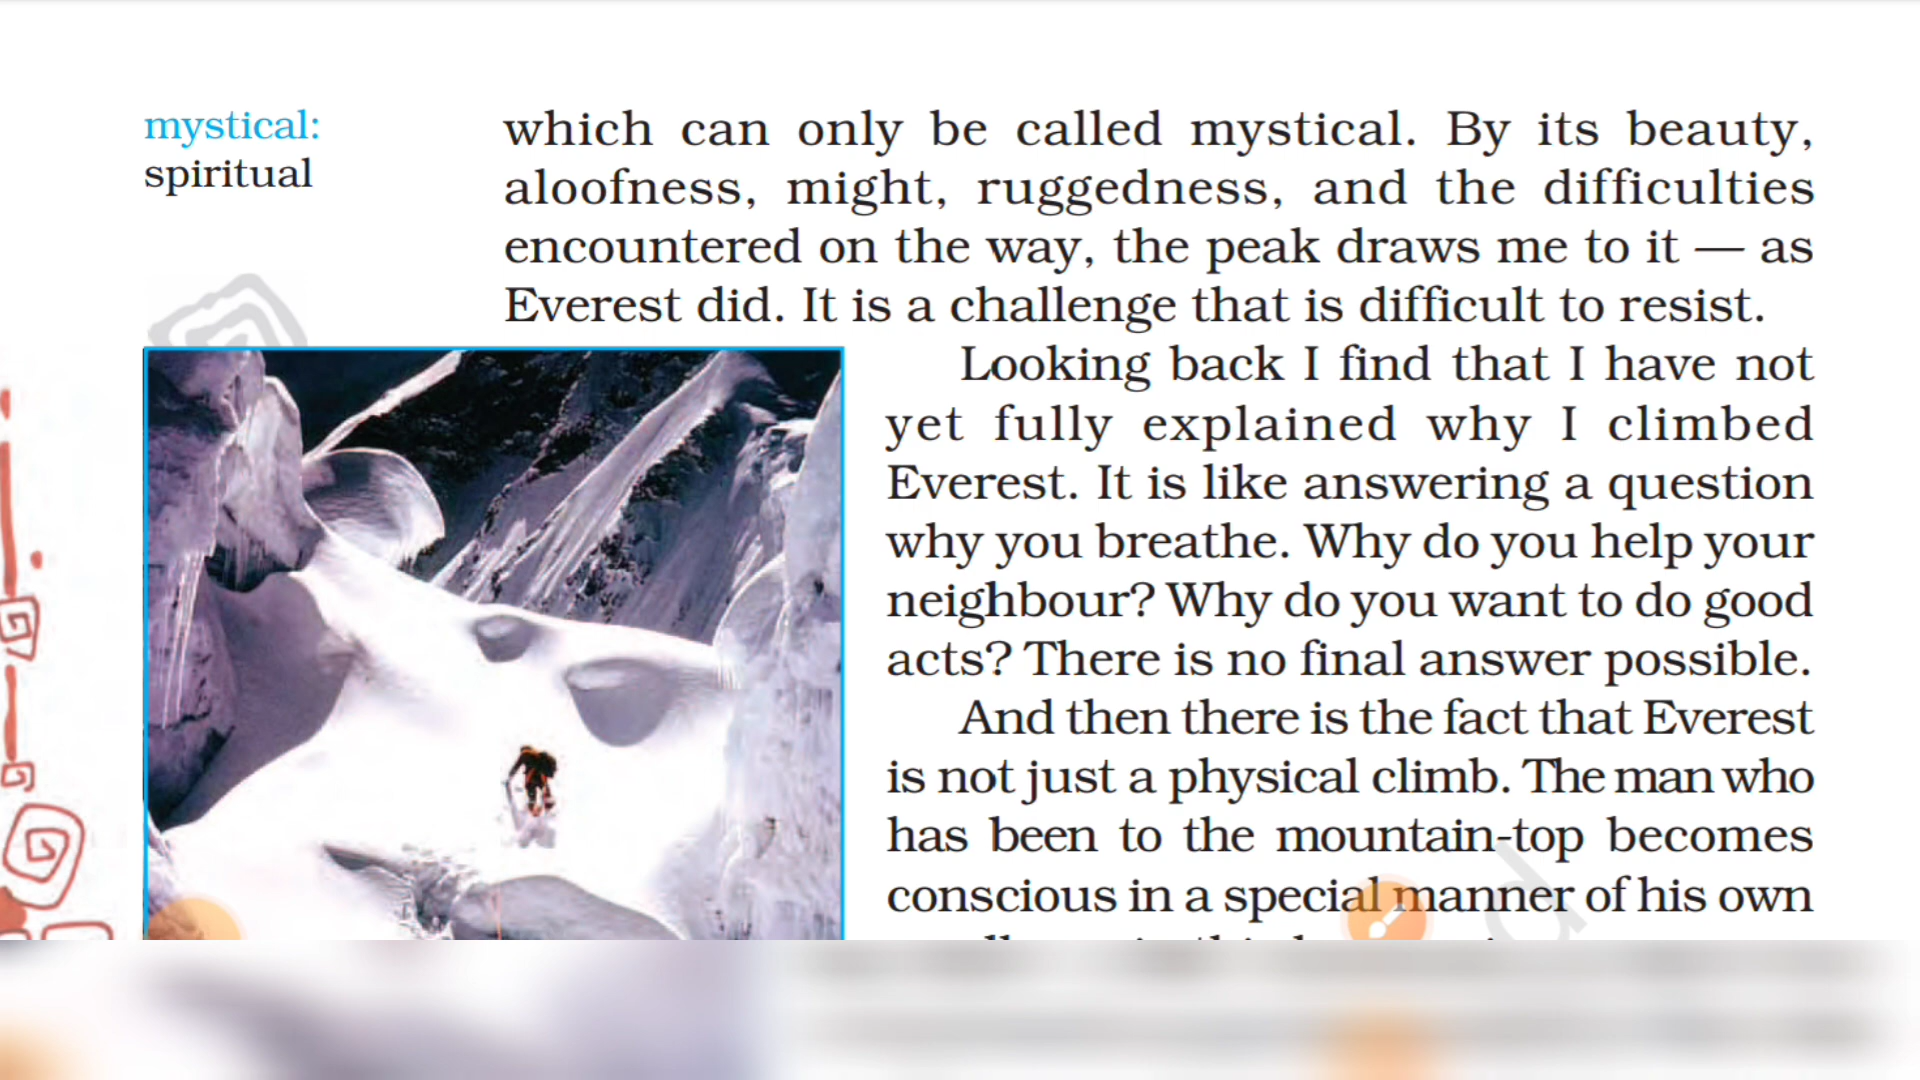 mystical:
spiritual
which can only be called mystical. By its beauty,
aloofness, might, ruggedness, and the difficulties
encountered on the way, the peak draws me to it — as
Everest did. It is a challenge that is difficult to resist.
Looking back I find that I have not
yet fully explained why I climbed
Everest. It is like answering a question
why you breathe. Why do you help your
neighbour? Why do you want to do good
acts? There is no final answer possible.
And then there is the fact that Everest
is not just a physical climb. The man who
has been to the mountain-top becomes
conscious in a special manner of his own